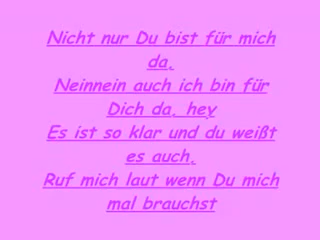 Nicht nur Du bist für mich
da.
Neinnein auch ich bin für
Dich da. hey
Es ist so klar und du weißt
es auch.
Ruf mich laut wenn Du mich
mal brauchst